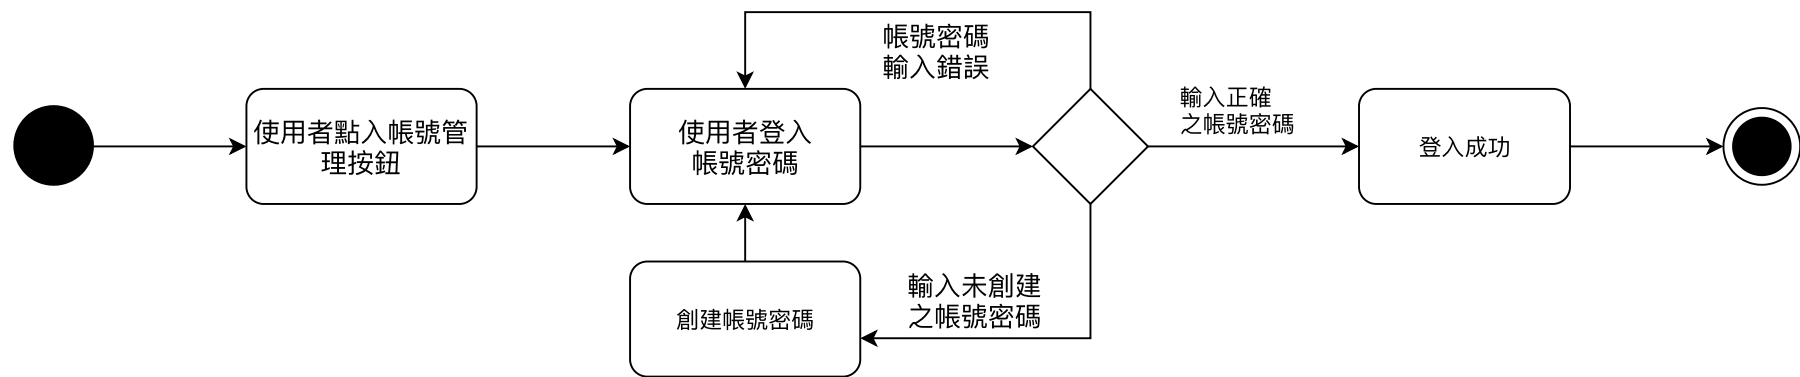 使用者點入帳號管
理按鈕
使用者登入
帳號密碼
帳號密碼
輸入錯誤
輸入正確
之帳號密碼
登入成功
創建帳號密碼
輸入未創建
之帳號密碼